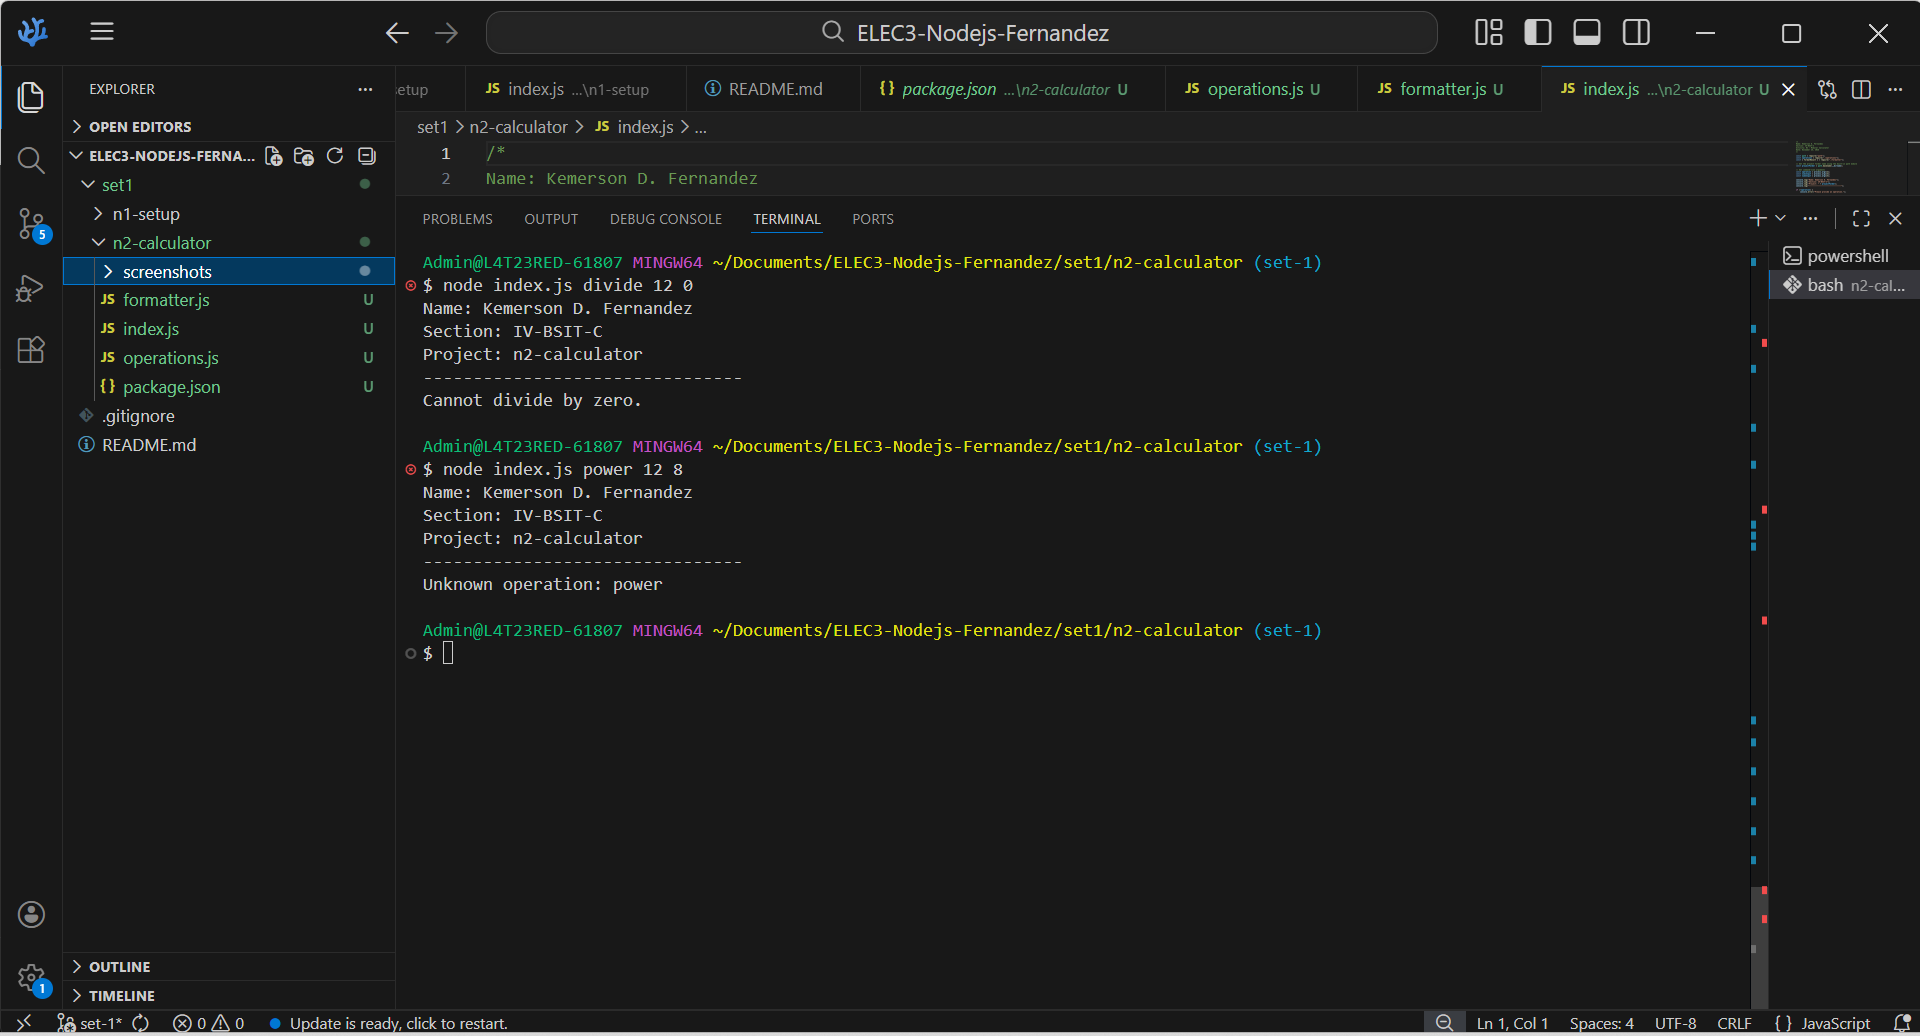 ELEC3-Nodejs-Fernandez
EXPLORER
OPEN EDITORS
ELEC3-NODEJS-FERNA...
set1
n1-setup
n2-calculator
screenshots
JS formatter.js U
JS index.js U
JS operations.js U
{} package.json U
.gitignore
README.md
OUTLINE
TIMELINE
etup
JS index.js ...\n1-setup
README.md
{} package.json ...\n2-calculator U
JS operations.js U
JS formatter.js U
JS index.js ...\n2-calculator U
set1 > n2-calculator > JS index.js > ...
1 /*
2 Name: Kemerson D. Fernandez
PROBLEMS OUTPUT DEBUG CONSOLE TERMINAL PORTS
Admin@L4T23RED-61807 MINGW64 ~/Documents/ELEC3-Nodejs-Fernandez/set1/n2-calculator (set-1)
$ node index.js divide 12 0
Name: Kemerson D. Fernandez
Section: IV-BSIT-C
Project: n2-calculator
--------------------------------
Cannot divide by zero.
Admin@L4T23RED-61807 MINGW64 ~/Documents/ELEC3-Nodejs-Fernandez/set1/n2-calculator (set-1)
$ node index.js power 12 8
Name: Kemerson D. Fernandez
Section: IV-BSIT-C
Project: n2-calculator
--------------------------------
Unknown operation: power
Admin@L4T23RED-61807 MINGW64 ~/Documents/ELEC3-Nodejs-Fernandez/set1/n2-calculator (set-1)
$
powershell
bash n2-cal...
5
1
set-1* 0 0 Update is ready, click to restart.
Ln 1, Col 1 Spaces: 4 UTF-8 CRLF {} JavaScript